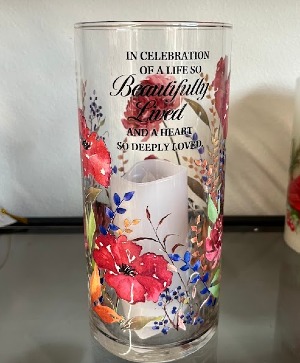 IN CELEBRATION
OF A LIFE SO
Beautifully
Lived
AND A HEART
SO DEEPLY LOVED